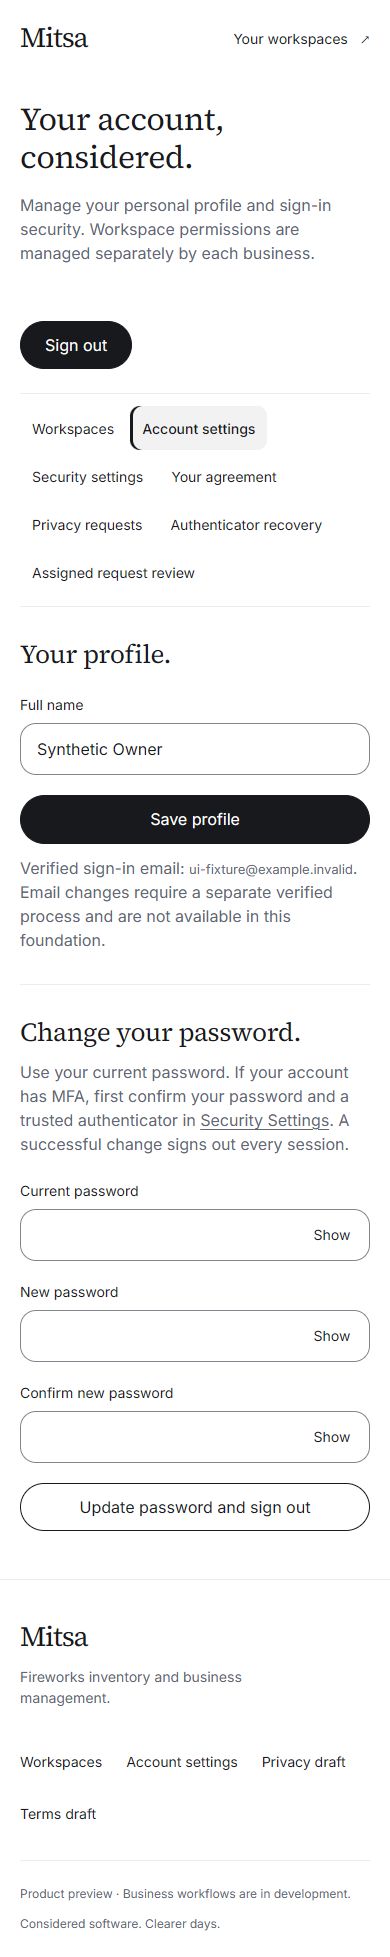 Mitsa
Your workspaces ↗
Your account,
considered.
Manage your personal profile and sign-in
security. Workspace permissions are
managed separately by each business.
Sign out
Workspaces Account settings
Security settings Your agreement
Privacy requests Authenticator recovery
Assigned request review
Your profile.
Full name
Synthetic Owner
Save profile
Verified sign-in email: ui-fixture@example.invalid.
Email changes require a separate verified
process and are not available in this
foundation.
Change your password.
Use your current password. If your account
has MFA, first confirm your password and a
trusted authenticator in Security Settings. A
successful change signs out every session.
Current password
Show
New password
Show
Confirm new password
Show
Update password and sign out
Mitsa
Fireworks inventory and business
management.
Workspaces Account settings Privacy draft
Terms draft
Product preview · Business workflows are in development.
Considered software. Clearer days.